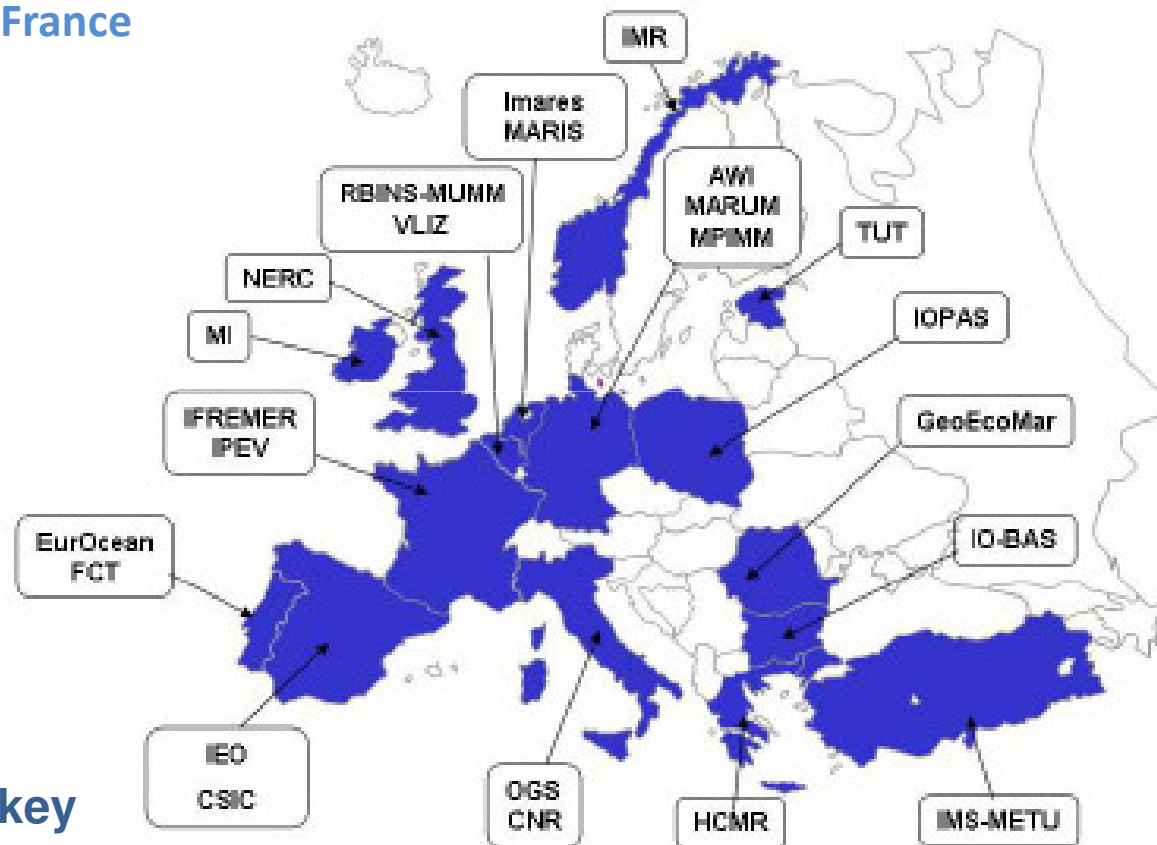 France
IMR
Imares
MARIS
RBINS-MUMM
VLIZ
AWI
MARUM
MPIMM
TUT
NERC
MI
IOPAS
IFREMER
IPEV
GeoEcoMar
EurOcean
FCT
IO-BAS
IEO
CSIC
OGS
CNR
HCMR
IMS-METU
key